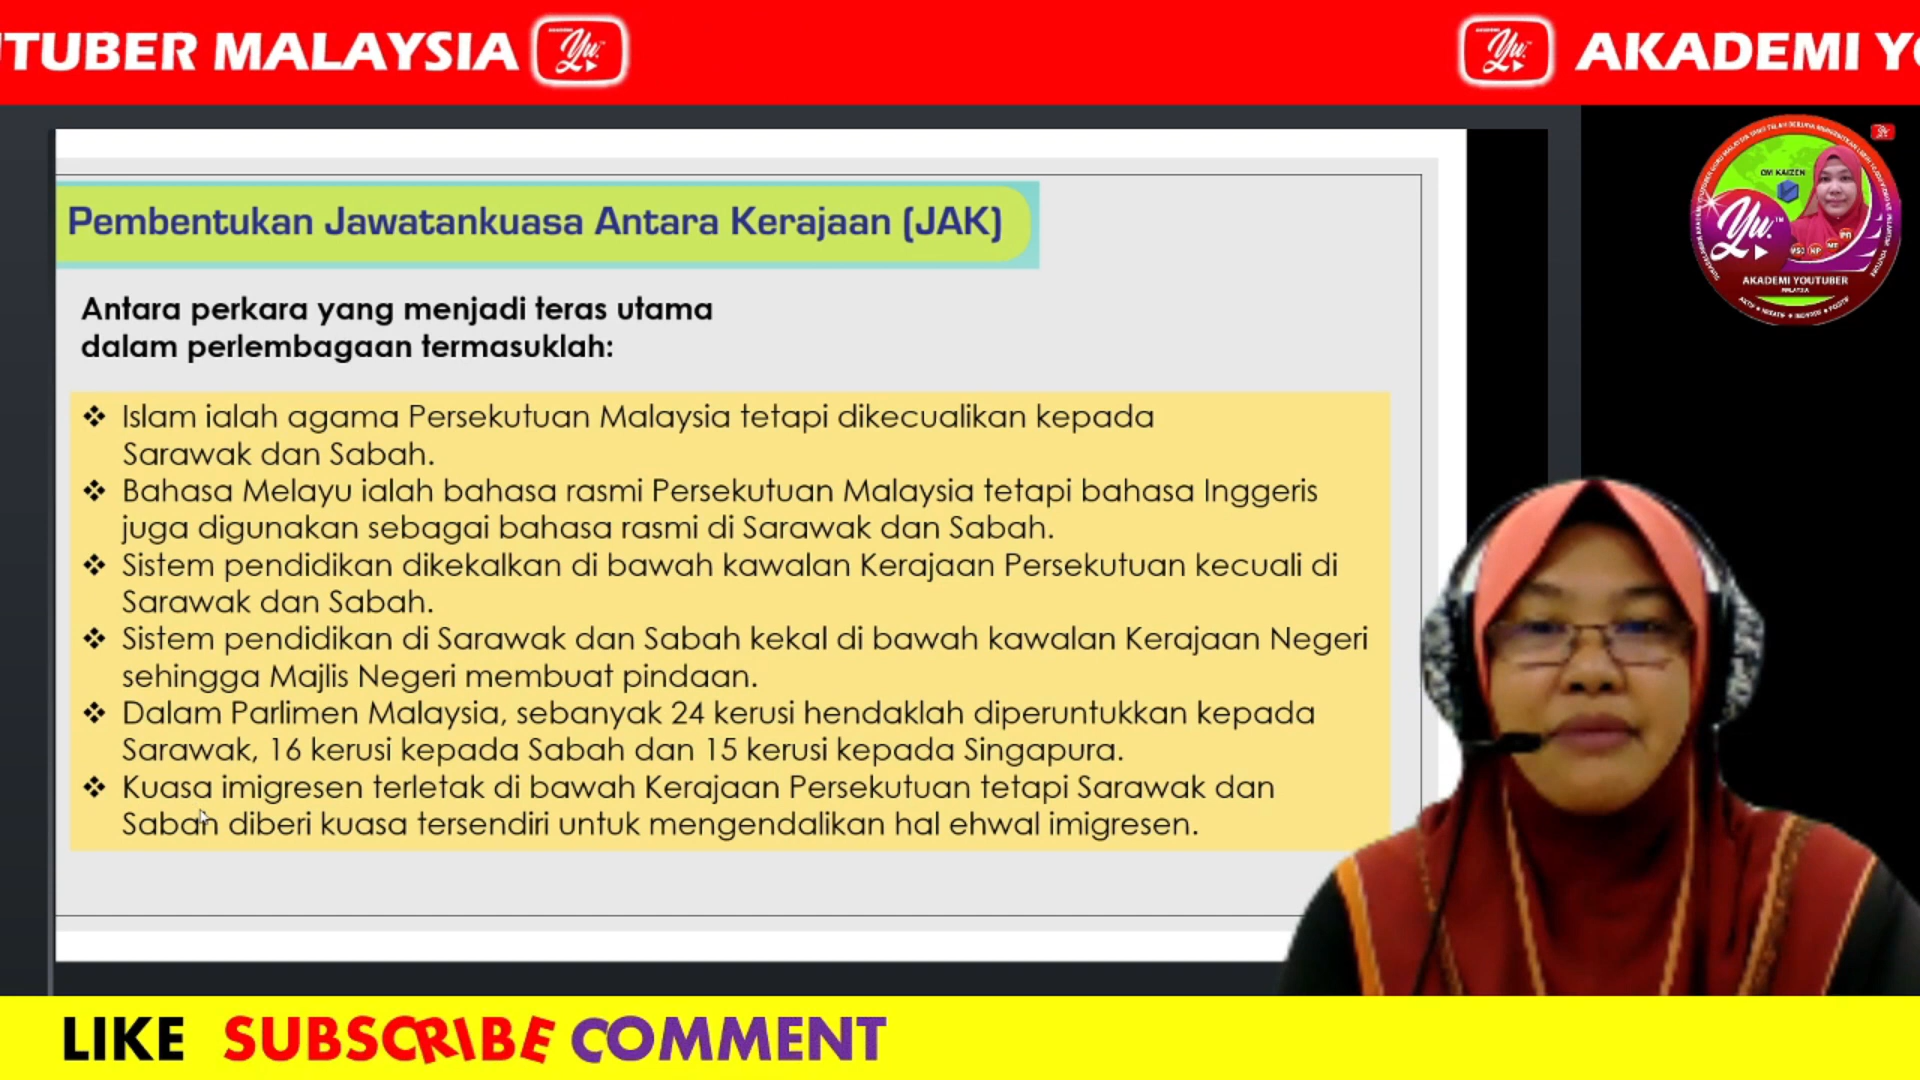 UTUBER MALAYSIA
AKADEMI YO
Pembentukan Jawatankuasa Antara Kerajaan (JAK)
Antara perkara yang menjadi teras utama
dalam perlembagaan termasuklah:
❖ Islam ialah agama Persekutuan Malaysia tetapi dikecualikan kepada
Sarawak dan Sabah.
❖ Bahasa Melayu ialah bahasa rasmi Persekutuan Malaysia tetapi bahasa Inggeris
juga digunakan sebagai bahasa rasmi di Sarawak dan Sabah.
❖ Sistem pendidikan dikekalkan di bawah kawalan Kerajaan Persekutuan kecuali di
Sarawak dan Sabah.
❖ Sistem pendidikan di Sarawak dan Sabah kekal di bawah kawalan Kerajaan Negeri
sehingga Majlis Negeri membuat pindaan.
❖ Dalam Parlimen Malaysia, sebanyak 24 kerusi hendaklah diperuntukkan kepada
Sarawak, 16 kerusi kepada Sabah dan 15 kerusi kepada Singapura.
❖ Kuasa imigresen terletak di bawah Kerajaan Persekutuan tetapi Sarawak dan
Sabah diberi kuasa tersendiri untuk mengendalikan hal ehwal imigresen.
CM KAIZEN
Yu.
AKADEMI YOUTUBER
MALAYSIA
LIKE SUBSCRIBE COMMENT